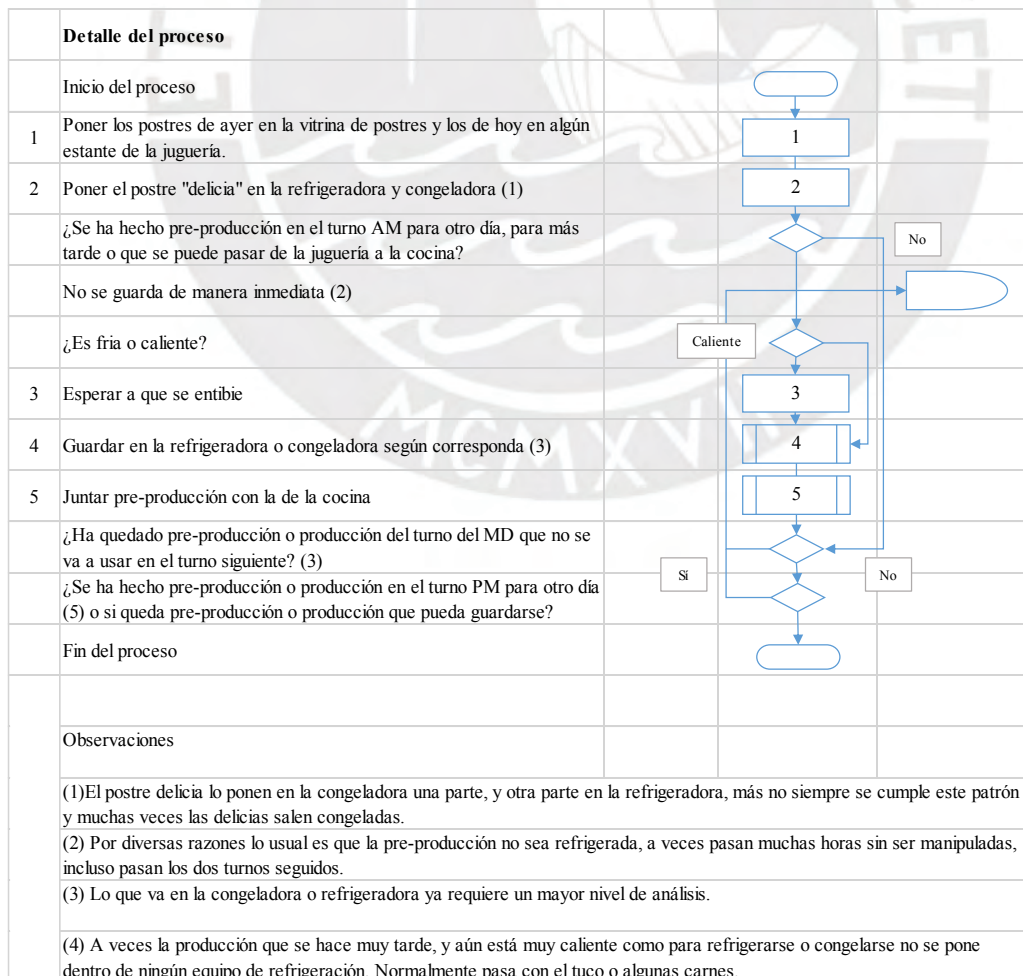 Detalle del proceso
Inicio del proceso
1 Poner los postres de ayer en la vitrina de postres y los de hoy en algún
estante de la juguería.
1
2 Poner el postre "delicia" en la refrigeradora y congeladora (1)
2
¿Se ha hecho pre-producción en el turno AM para otro día, para más
tarde o que se puede pasar de la juguería a la cocina?
No
No se guarda de manera inmediata (2)
¿Es fria o caliente?
Caliente
3 Esperar a que se entibie
3
4 Guardar en la refrigeradora o congeladora según corresponda (3)
4
5 Juntar pre-producción con la de la cocina
5
¿Ha quedado pre-producción o producción del turno del MD que no se
va a usar en el turno siguiente? (3)
¿Se ha hecho pre-producción o producción en el turno PM para otro día
(5) o si queda pre-producción o producción que pueda guardarse?
Si
No
Fin del proceso
Observaciones
(1)El postre delicia lo ponen en la congeladora una parte, y otra parte en la refrigeradora, más no siempre se cumple este patrón
y muchas veces las delicias salen congeladas.
(2) Por diversas razones lo usual es que la pre-producción no sea refrigerada, a veces pasan muchas horas sin ser manipuladas,
incluso pasan los dos turnos seguidos.
(3) Lo que va en la congeladora o refrigeradora ya requiere un mayor nivel de análisis.
(4) A veces la producción que se hace muy tarde, y aún está muy caliente como para refrigerarse o congelarse no se pone
dentro de ningún equipo de refrigeración. Normalmente pasa con el tuco o algunas carnes.
MCMXVII
ET